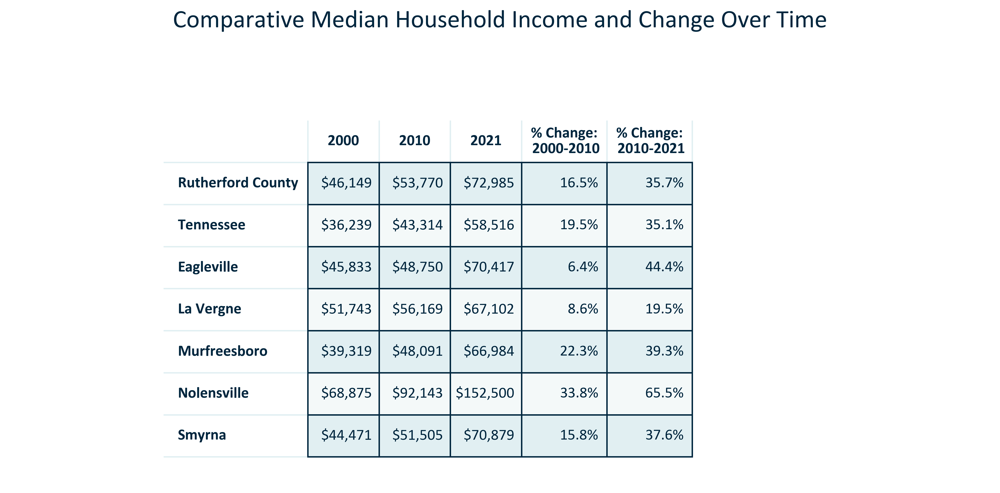 Comparative Median Household Income and Change Over Time
2000 2010 2021 % Change: 2000-2010 % Change: 2010-2021
Rutherford County $46,149 $53,770 $72,985 16.5% 35.7%
Tennessee $36,239 $43,314 $58,516 19.5% 35.1%
Eagleville $45,833 $48,750 $70,417 6.4% 44.4%
La Vergne $51,743 $56,169 $67,102 8.6% 19.5%
Murfreesboro $39,319 $48,091 $66,984 22.3% 39.3%
Nolensville $68,875 $92,143 $152,500 33.8% 65.5%
Smyrna $44,471 $51,505 $70,879 15.8% 37.6%